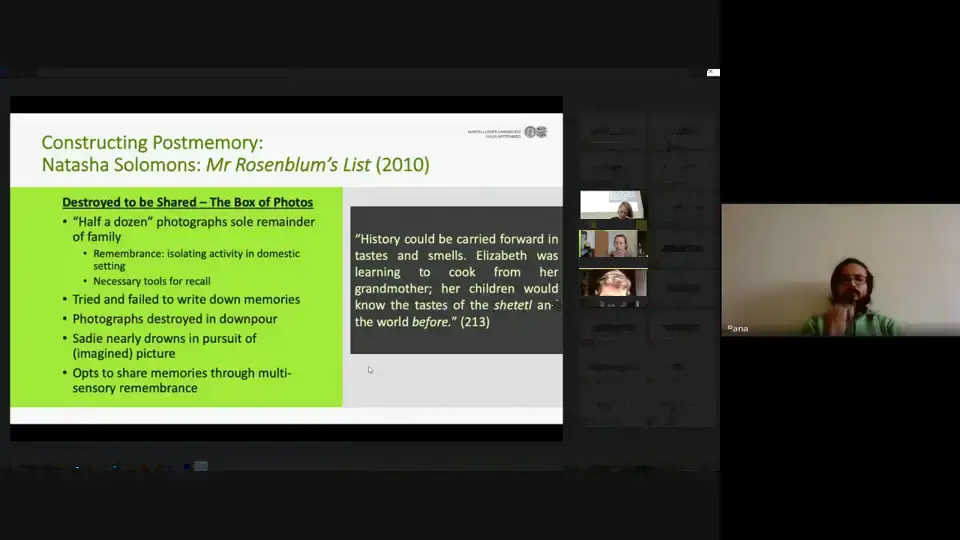 Constructing Postmemory:
Natasha Solomons: Mr Rosenblum's List (2010)
Destroyed to be Shared – The Box of Photos
• "Half a dozen" photographs sole remainder
of family
• Remembrance: isolating activity in domestic
setting
• Necessary tools for recall
• Tried and failed to write down memories
• Photographs destroyed in downpour
• Sadie nearly drowns in pursuit of
(imagined) picture
• Opts to share memories through multi-
sensory remembrance
"History could be carried forward in
tastes and smells. Elizabeth was
learning to cook from her
grandmother; her children would
know the tastes of the shetetl an
the world before." (213)